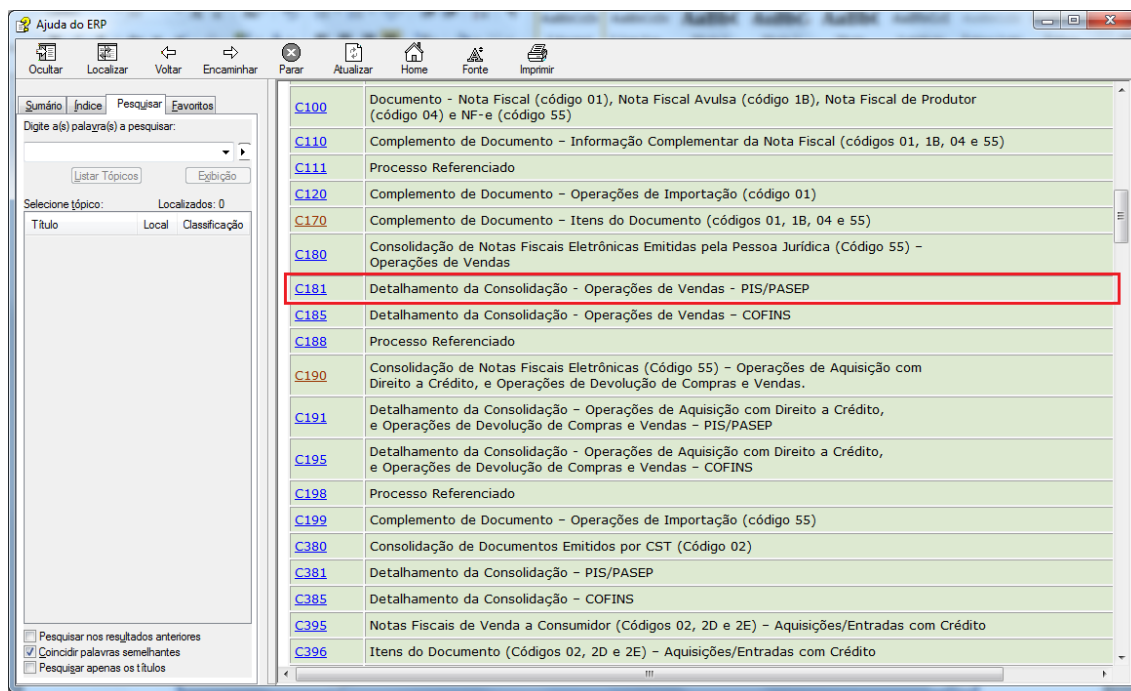 Ajuda do ERP
Ocultar Localizar Voltar Encaminhar Parar Atualizar Home Fonte Imprimir
Sumário Índice Pesquisar Favoritos
Digite a(s) palavra(s) a pesquisar:
Listar Tópicos Exibição
Selecione tópico: Localizados: 0
Título Local Classificação
Pesquisar nos resultados anteriores
Coincidir palavras semelhantes
Pesquisar apenas os títulos
C100 Documento - Nota Fiscal (código 01), Nota Fiscal Avulsa (código 1B), Nota Fiscal de Produtor
(código 04) e NF-e (código 55)
C110 Complemento de Documento – Informação Complementar da Nota Fiscal (códigos 01, 1B, 04 e 55)
C111 Processo Referenciado
C120 Complemento de Documento – Operações de Importação (código 01)
C170 Complemento de Documento – Itens do Documento (códigos 01, 1B, 04 e 55)
C180 Consolidação de Notas Fiscais Eletrônicas Emitidas pela Pessoa Jurídica (Código 55) –
Operações de Vendas
C181 Detalhamento da Consolidação - Operações de Vendas - PIS/PASEP
C185 Detalhamento da Consolidação - Operações de Vendas – COFINS
C188 Processo Referenciado
C190 Consolidação de Notas Fiscais Eletrônicas (Código 55) – Operações de Aquisição com
Direito a Crédito, e Operações de Devolução de Compras e Vendas.
C191 Detalhamento da Consolidação – Operações de Aquisição com Direito a Crédito,
e Operações de Devolução de Compras e Vendas – PIS/PASEP
C195 Detalhamento da Consolidação - Operações de Aquisição com Direito a Crédito,
e Operações de Devolução de Compras e Vendas – COFINS
C198 Processo Referenciado
C199 Complemento de Documento – Operações de Importação (código 55)
C380 Consolidação de Documentos Emitidos por CST (Código 02)
C381 Detalhamento da Consolidação – PIS/PASEP
C385 Detalhamento da Consolidação – COFINS
C395 Notas Fiscais de Venda a Consumidor (Códigos 02, 2D e 2E) – Aquisições/Entradas com Crédito
C396 Itens do Documento (Códigos 02, 2D e 2E) – Aquisições/Entradas com Crédito